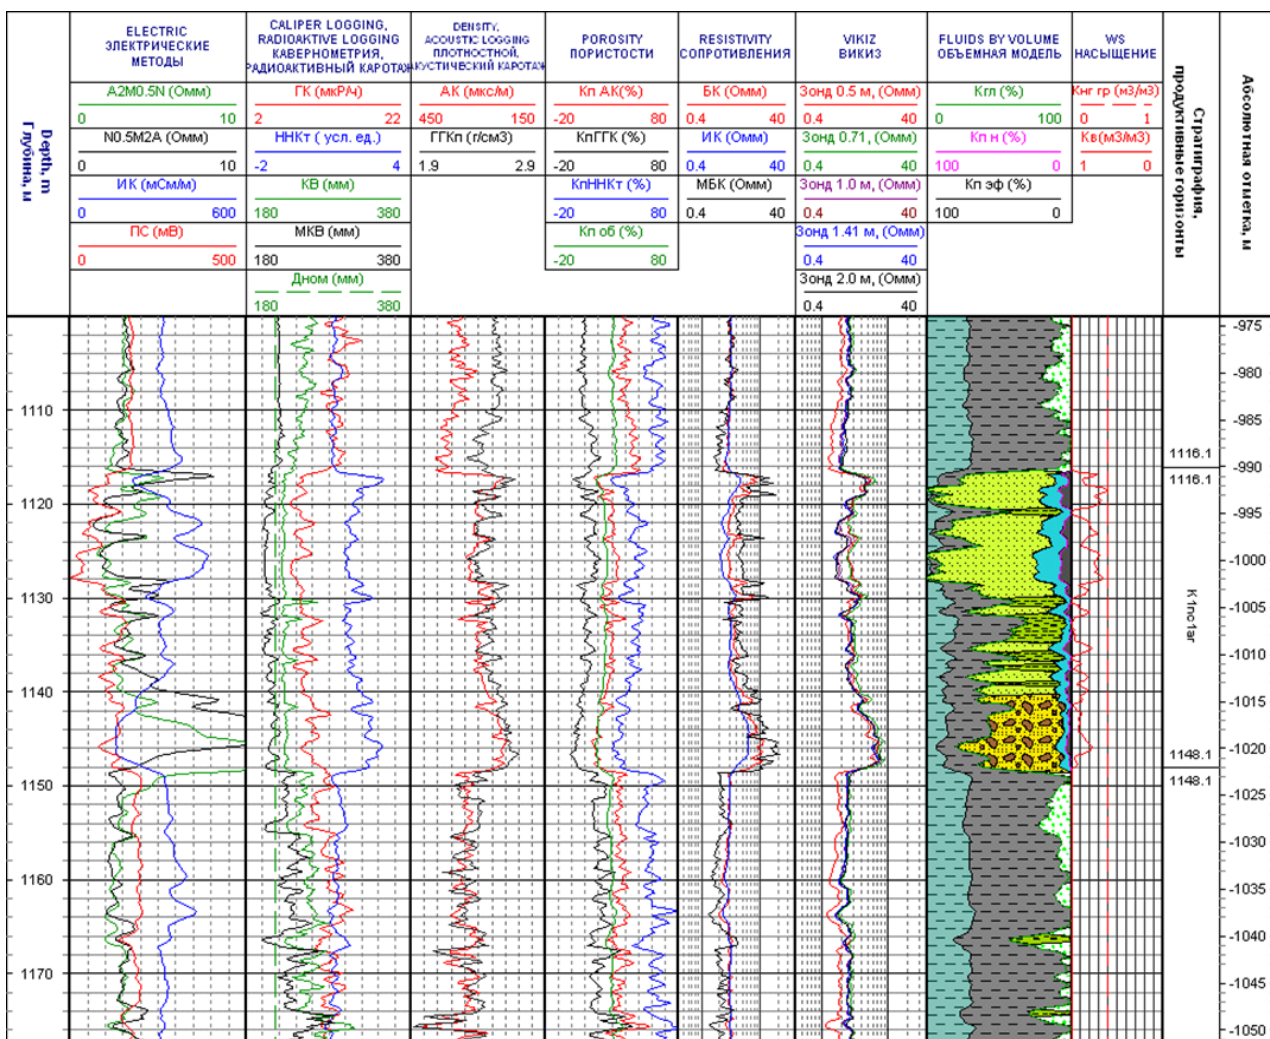 ELECTRIC
ЭЛЕКТРИЧЕСКИЕ
МЕТОДЫ
CALIPER LOGGING,
RADIOAKTIVE LOGGING
КАВЕРНОМЕТРИЯ,
РАДИОАКТИВНЫЙ КАРОТАЖ
DENSITY,
ACOUSTIC LOGGING
ПЛОТНОСТНОЙ,
АКУСТИЧЕСКИЙ КАРОТАЖ
POROSITY
ПОРИСТОСТИ
RESISTIVITY
СОПРОТИВЛЕНИЯ
VIKIZ
ВИКИЗ
FLUIDS BY VOLUME
ОБЪЕМНАЯ МОДЕЛЬ
WS
НАСЫЩЕНИЕ
Depth, m
Глубина, м
Стратиграфия,
продуктивные горизонты
Абсолютная отметка, м
A2M0.5N (Омм)
0 10
N0.5M2A (Омм)
0 10
ИК (мСм/м)
0 600
ПС (мВ)
0 500
ГК (мкР/ч)
2 22
ННКт ( усл. ед.)
-2 4
КВ (мм)
180 380
МКВ (мм)
180 380
Дном (мм)
180 380
АК (мкс/м)
450 150
ГГКп (г/см3)
1.9 2.9
Кп АК(%)
-20 80
КпГГК (%)
-20 80
КпННКт (%)
-20 80
Кп об (%)
-20 80
БК (Омм)
0.4 40
ИК (Омм)
0.4 40
МБК (Омм)
0.4 40
Зонд 0.5 м, (Омм)
0.4 40
Зонд 0.71, (Омм)
0.4 40
Зонд 1.0 м, (Омм)
0.4 40
Зонд 1.41 м, (Омм)
0.4 40
Зонд 2.0 м, (Омм)
0.4 40
Кгл (%)
0 100
Кп н (%)
100 0
Кп эф (%)
100 0
Кнг гр (м3/м3)
0 1
Кв(м3/м3)
1 0
1110
1120
1130
1140
1150
1160
1170
1116.1
1116.1
K1nc1ar
1148.1
1148.1
-975
-980
-985
-990
-995
-1000
-1005
-1010
-1015
-1020
-1025
-1030
-1035
-1040
-1045
-1050